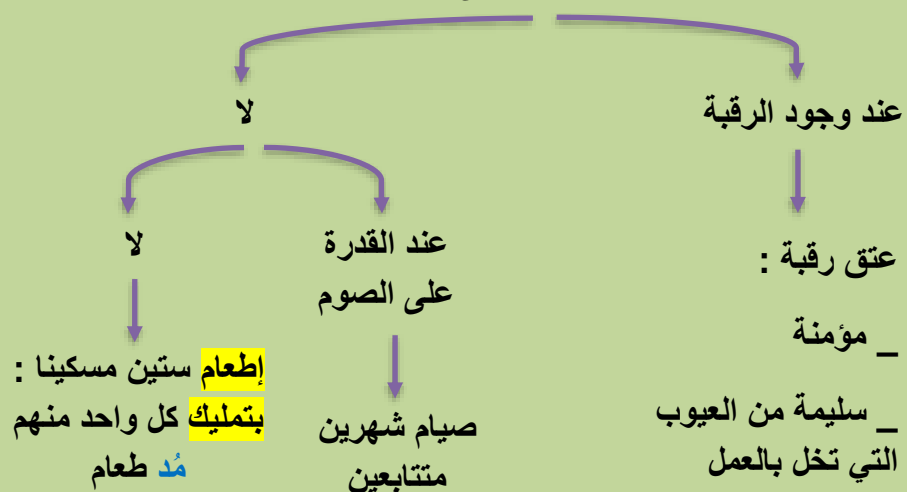 عند وجود الرقبة
لا
عتق رقبة :
_ مؤمنة
_ سليمة من العيوب
التي تخل بالعمل
عند القدرة
على الصوم
لا
صيام شهرين
متتابعين
إطعام ستين مسكينا :
بتمليك كل واحد منهم
مُد طعام